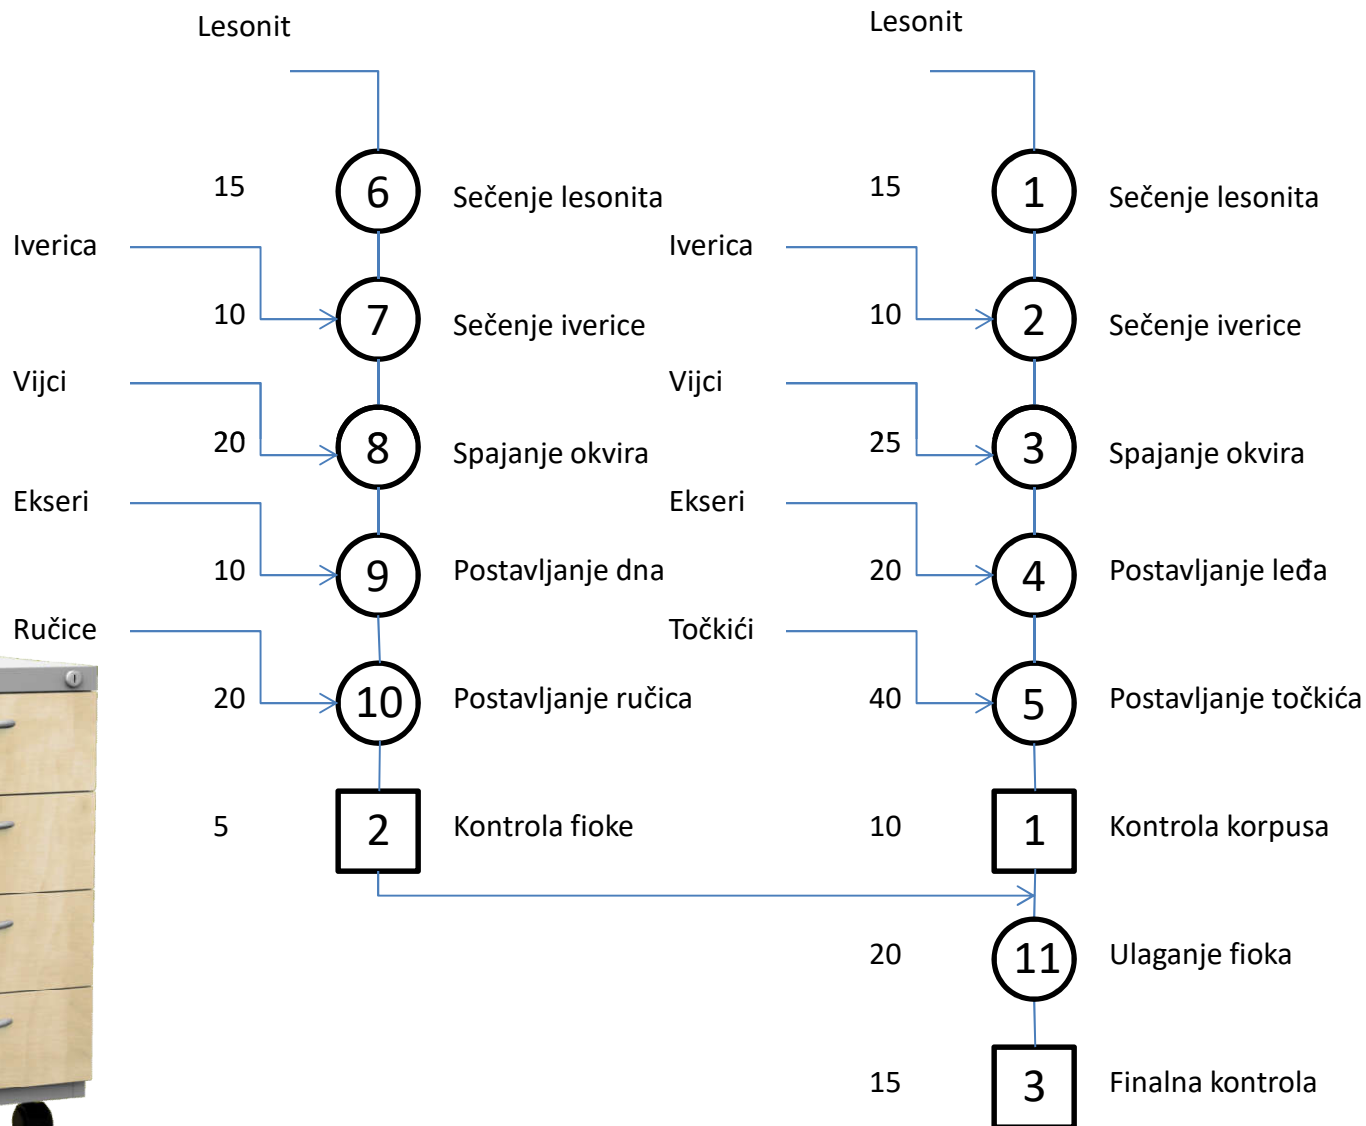 Lesonit
Lesonit
15 6 Sečenje lesonita 15 1 Sečenje lesonita
Iverica Iverica
10 7 Sečenje iverice 10 2 Sečenje iverice
Vijci Vijci
20 8 Spajanje okvira 25 3 Spajanje okvira
Ekseri Ekseri
10 9 Postavljanje dna 20 4 Postavljanje leđa
Ručice Točkići
20 10 Postavljanje ručica 40 5 Postavljanje točkića
5 2 Kontrola fioke 10 1 Kontrola korpusa
20 11 Ulaganje fioka
15 3 Finalna kontrola